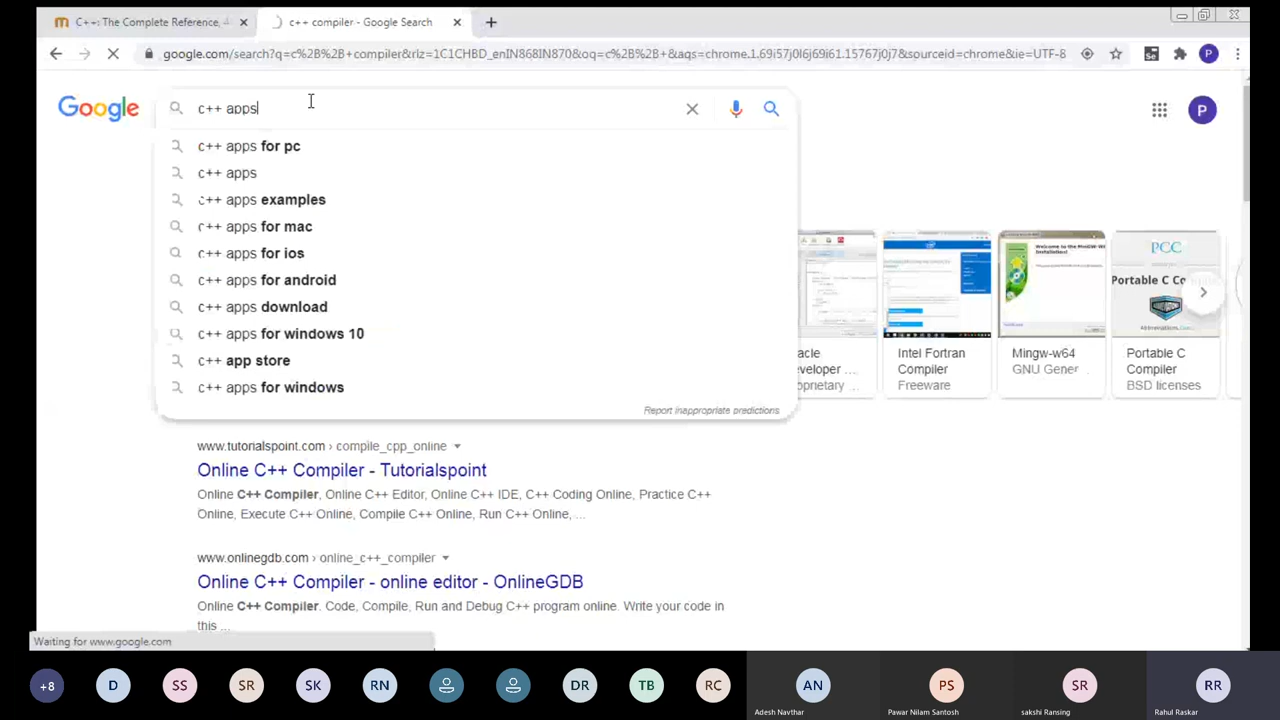 C++: The Complete Reference, 4
c++ compiler - Google Search
google.com/search?q=c%2B%2B+compiler&rlz=1C1CHBD_enIN868IN870&oq=c%2B%2B+&aqs=chrome.1.69i57j0l6j69i61.15767j0j7&sourceid=chrome&ie=UTF-8
P
Google
c++ apps
P
c++ apps for pc
c++ apps
c++ apps examples
c++ apps for mac
c++ apps for ios
c++ apps for android
c++ apps download
c++ apps for windows 10
c++ app store
c++ apps for windows
Report inappropriate predictions
Intel Fortran
Compiler
Freeware
Mingw-w64
GNU Gener
PCC
Portable C
Portable C
Compiler
BSD licenses
www.tutorialspoint.com › compile_cpp_online
Online C++ Compiler - Tutorialspoint
Online C++ Compiler, Online C++ Editor, Online C++ IDE, C++ Coding Online, Practice C++
Online, Execute C++ Online, Compile C++ Online, Run C++ Online, ...
www.onlinegdb.com › online_c++_compiler
Online C++ Compiler - online editor - OnlineGDB
Online C++ Compiler. Code, Compile, Run and Debug C++ program online. Write your code in
this ...
Waiting for www.google.com
+8
D
SS
SR
SK
RN
DR
TB
RC
AN
PS
SR
RR
Adesh Navthar
Pawar Nilam Santosh
sakshi Ransing
Rahul Raskar